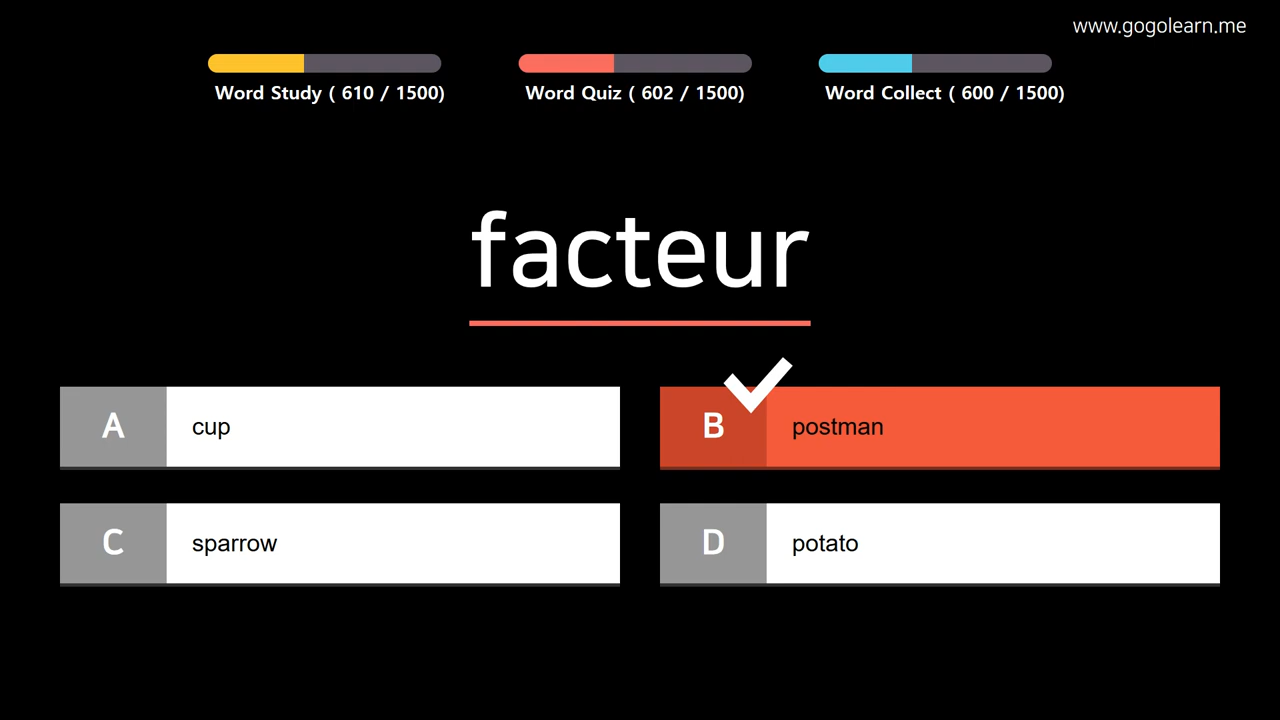 www.gogolearn.me
Word Study ( 610 / 1500)
Word Quiz ( 602 / 1500)
Word Collect ( 600 / 1500)
facteur
A cup
B postman
C sparrow
D potato